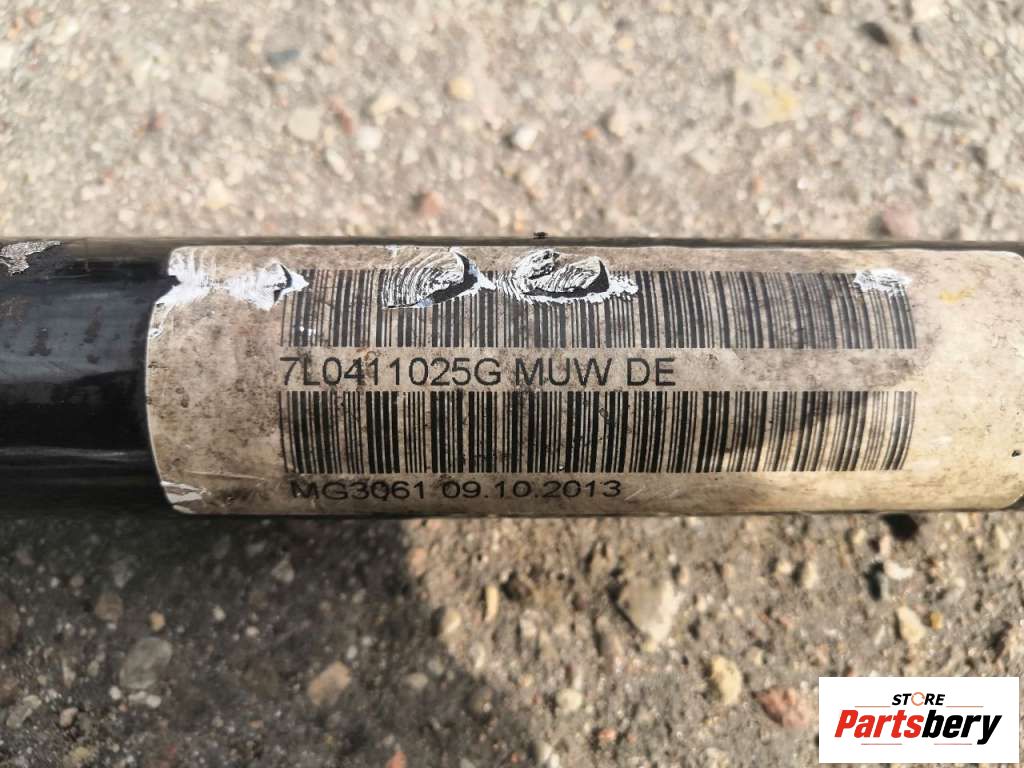 7L0411025G MUW DE
MG3061 09.10.2013
STORE
Partsbery